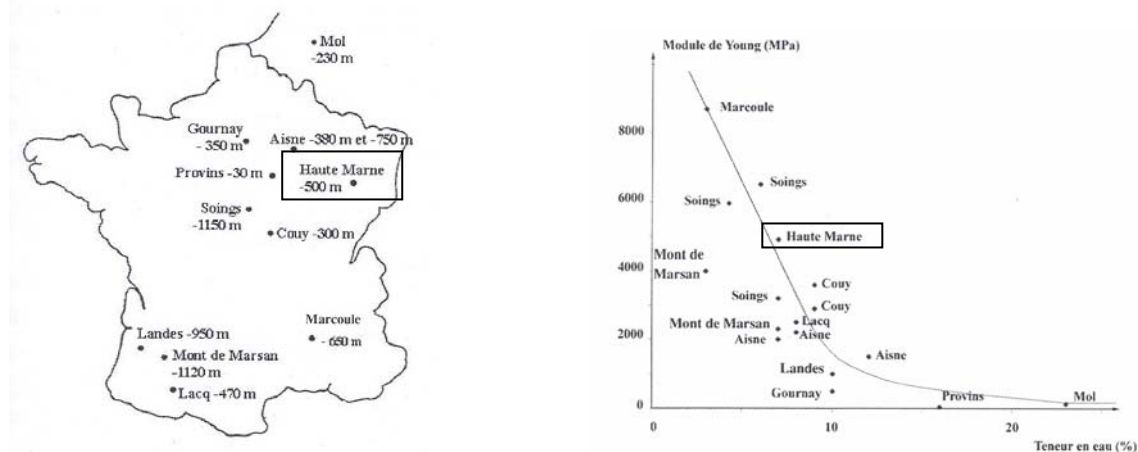 Mol
-230 m
Gournay
- 350 m
Aisne -380 m et -750 m
Provins -30 m
Haute Marne
-500 m
Soings
-1150 m
Couy -300 m
Landes -950 m
Mont de Marsan
-1120 m
Lacq -470 m
Marcoule
- 650 m
Module de Young (MPa)
8000
6000
4000
2000
0
Marcoule
Soings
Soings
Haute Marne
Mont de
Marsan
Couy
Soings
Couy
Lacq
Mont de Marsan
Aisne
Aisne
Aisne
Landes
Gournay
Provins
Mol
0
10
20
Teneur en eau (%)